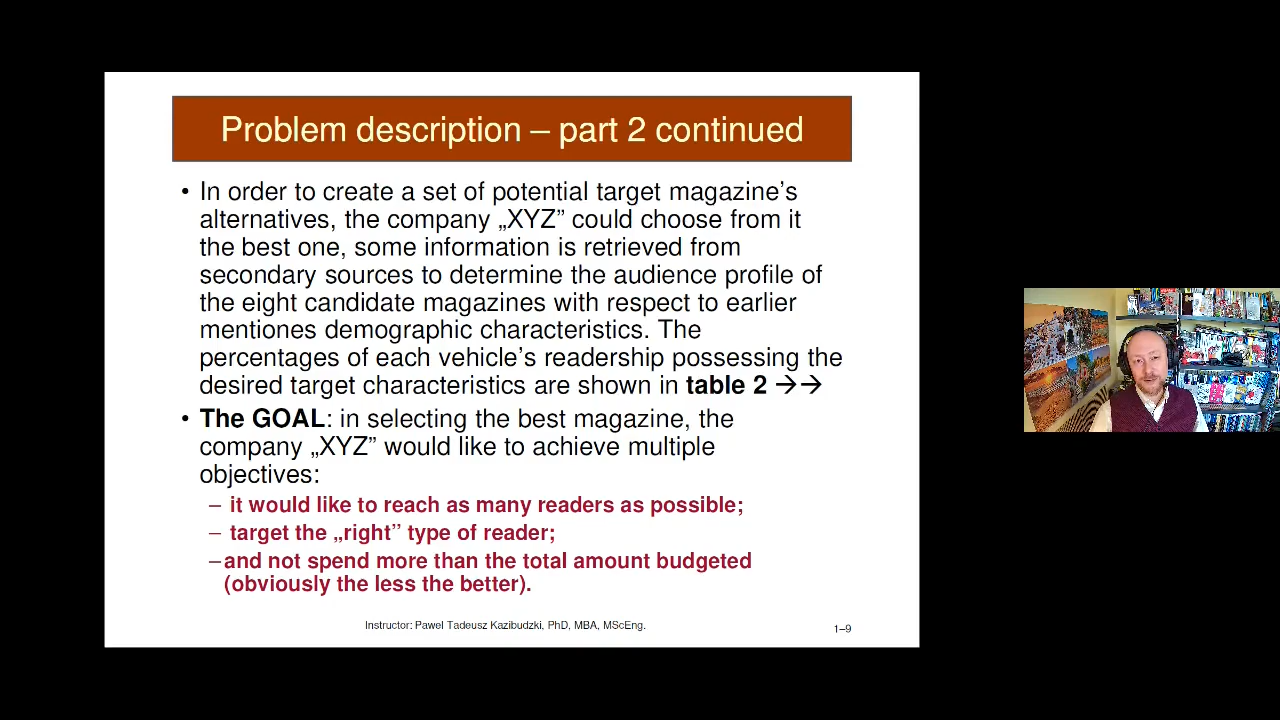 Problem description – part 2 continued
• In order to create a set of potential target magazine's
alternatives, the company „XYZ” could choose from it
the best one, some information is retrieved from
secondary sources to determine the audience profile of
the eight candidate magazines with respect to earlier
mentiones demographic characteristics. The
percentages of each vehicle's readership possessing the
desired target characteristics are shown in table 2 →→
• The GOAL: in selecting the best magazine, the
company „XYZ” would like to achieve multiple
objectives:
– it would like to reach as many readers as possible;
– target the „right” type of reader;
– and not spend more than the total amount budgeted
(obviously the less the better).
Instructor: Pawel Tadeusz Kazibudzki, PhD, MBA, MScEng.
1–9